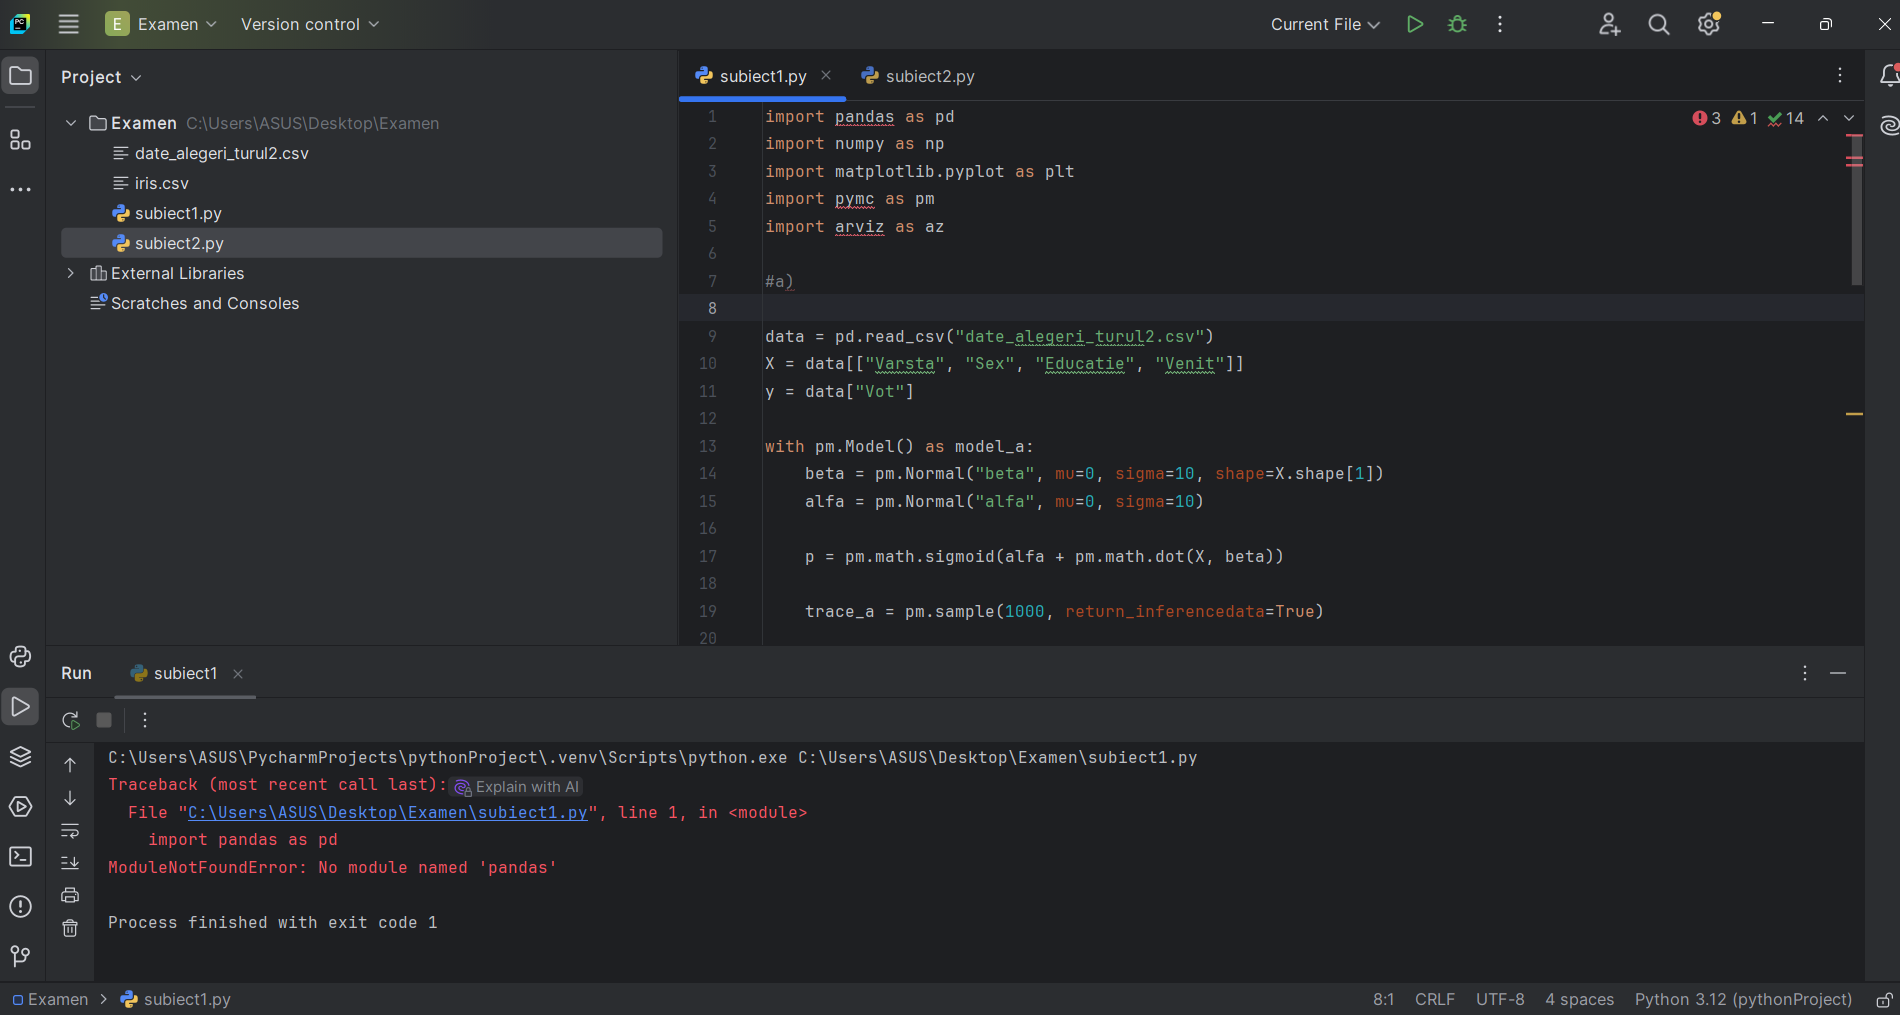 PC
E Examen Version control Current File
Project
Examen C:\Users\ASUS\Desktop\Examen
date_alegeri_turul2.csv
iris.csv
subiect1.py
subiect2.py
External Libraries
Scratches and Consoles
subiect1.py subiect2.py
3 1 14
1 import pandas as pd
2 import numpy as np
3 import matplotlib.pyplot as plt
4 import pymc as pm
5 import arviz as az
6
7 #a)
8
9 data = pd.read_csv("date_alegeri_turul2.csv")
10 X = data[["Varsta", "Sex", "Educatie", "Venit"]]
11 y = data["Vot"]
12
13 with pm.Model() as model_a:
14     beta = pm.Normal("beta", mu=0, sigma=10, shape=X.shape[1])
15     alfa = pm.Normal("alfa", mu=0, sigma=10)
16
17     p = pm.math.sigmoid(alfa + pm.math.dot(X, beta))
18
19     trace_a = pm.sample(1000, return_inferencedata=True)
20
Run subiect1
C:\Users\ASUS\PycharmProjects\pythonProject\.venv\Scripts\python.exe C:\Users\ASUS\Desktop\Examen\subiect1.py
Traceback (most recent call last): Explain with AI
  File "C:\Users\ASUS\Desktop\Examen\subiect1.py", line 1, in <module>
    import pandas as pd
ModuleNotFoundError: No module named 'pandas'
Process finished with exit code 1
Examen subiect1.py 8:1 CRLF UTF-8 4 spaces Python 3.12 (pythonProject)